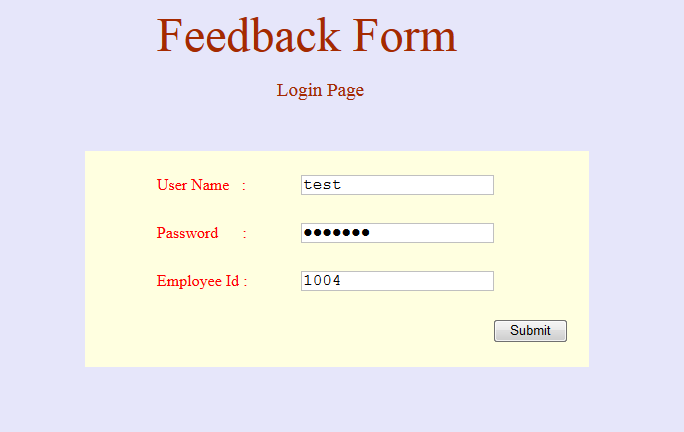 Feedback Form
Login Page
User Name : test
Password : ●●●●●●●
Employee Id : 1004
Submit